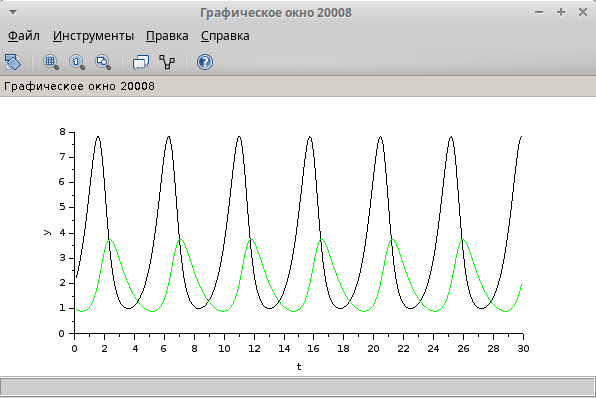 Графическое окно 20008
Файл Инструменты Правка Справка
Графическое окно 20008
8
7
6
5
4
3
2
1
0
y
0 2 4 6 8 10 12 14 16 18 20 22 24 26 28 30
t